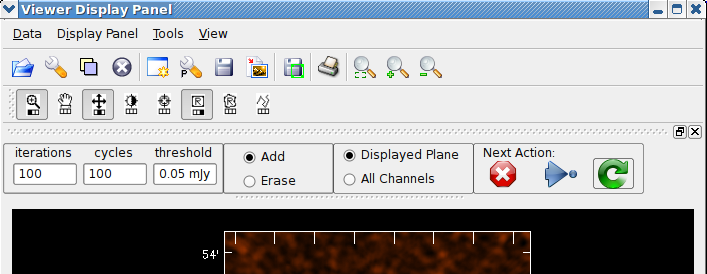 Viewer Display Panel
Data Display Panel Tools View
P
R R
iterations cycles threshold
100 100 0.05 mJy
Add
Erase
Displayed Plane
All Channels
Next Action:
54'